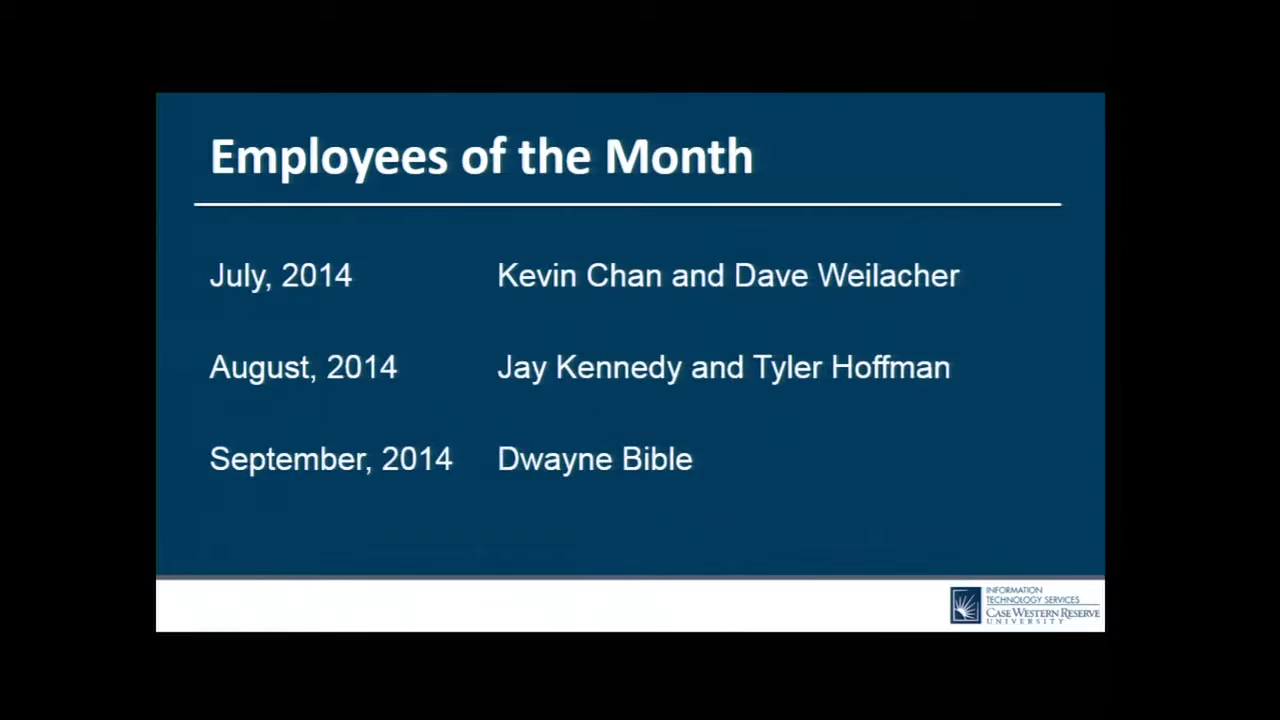 Employees of the Month
July, 2014 Kevin Chan and Dave Weilacher
August, 2014 Jay Kennedy and Tyler Hoffman
September, 2014 Dwayne Bible
INFORMATION
TECHNOLOGY SERVICES
CASE WESTERN RESERVE
UNIVERSITY